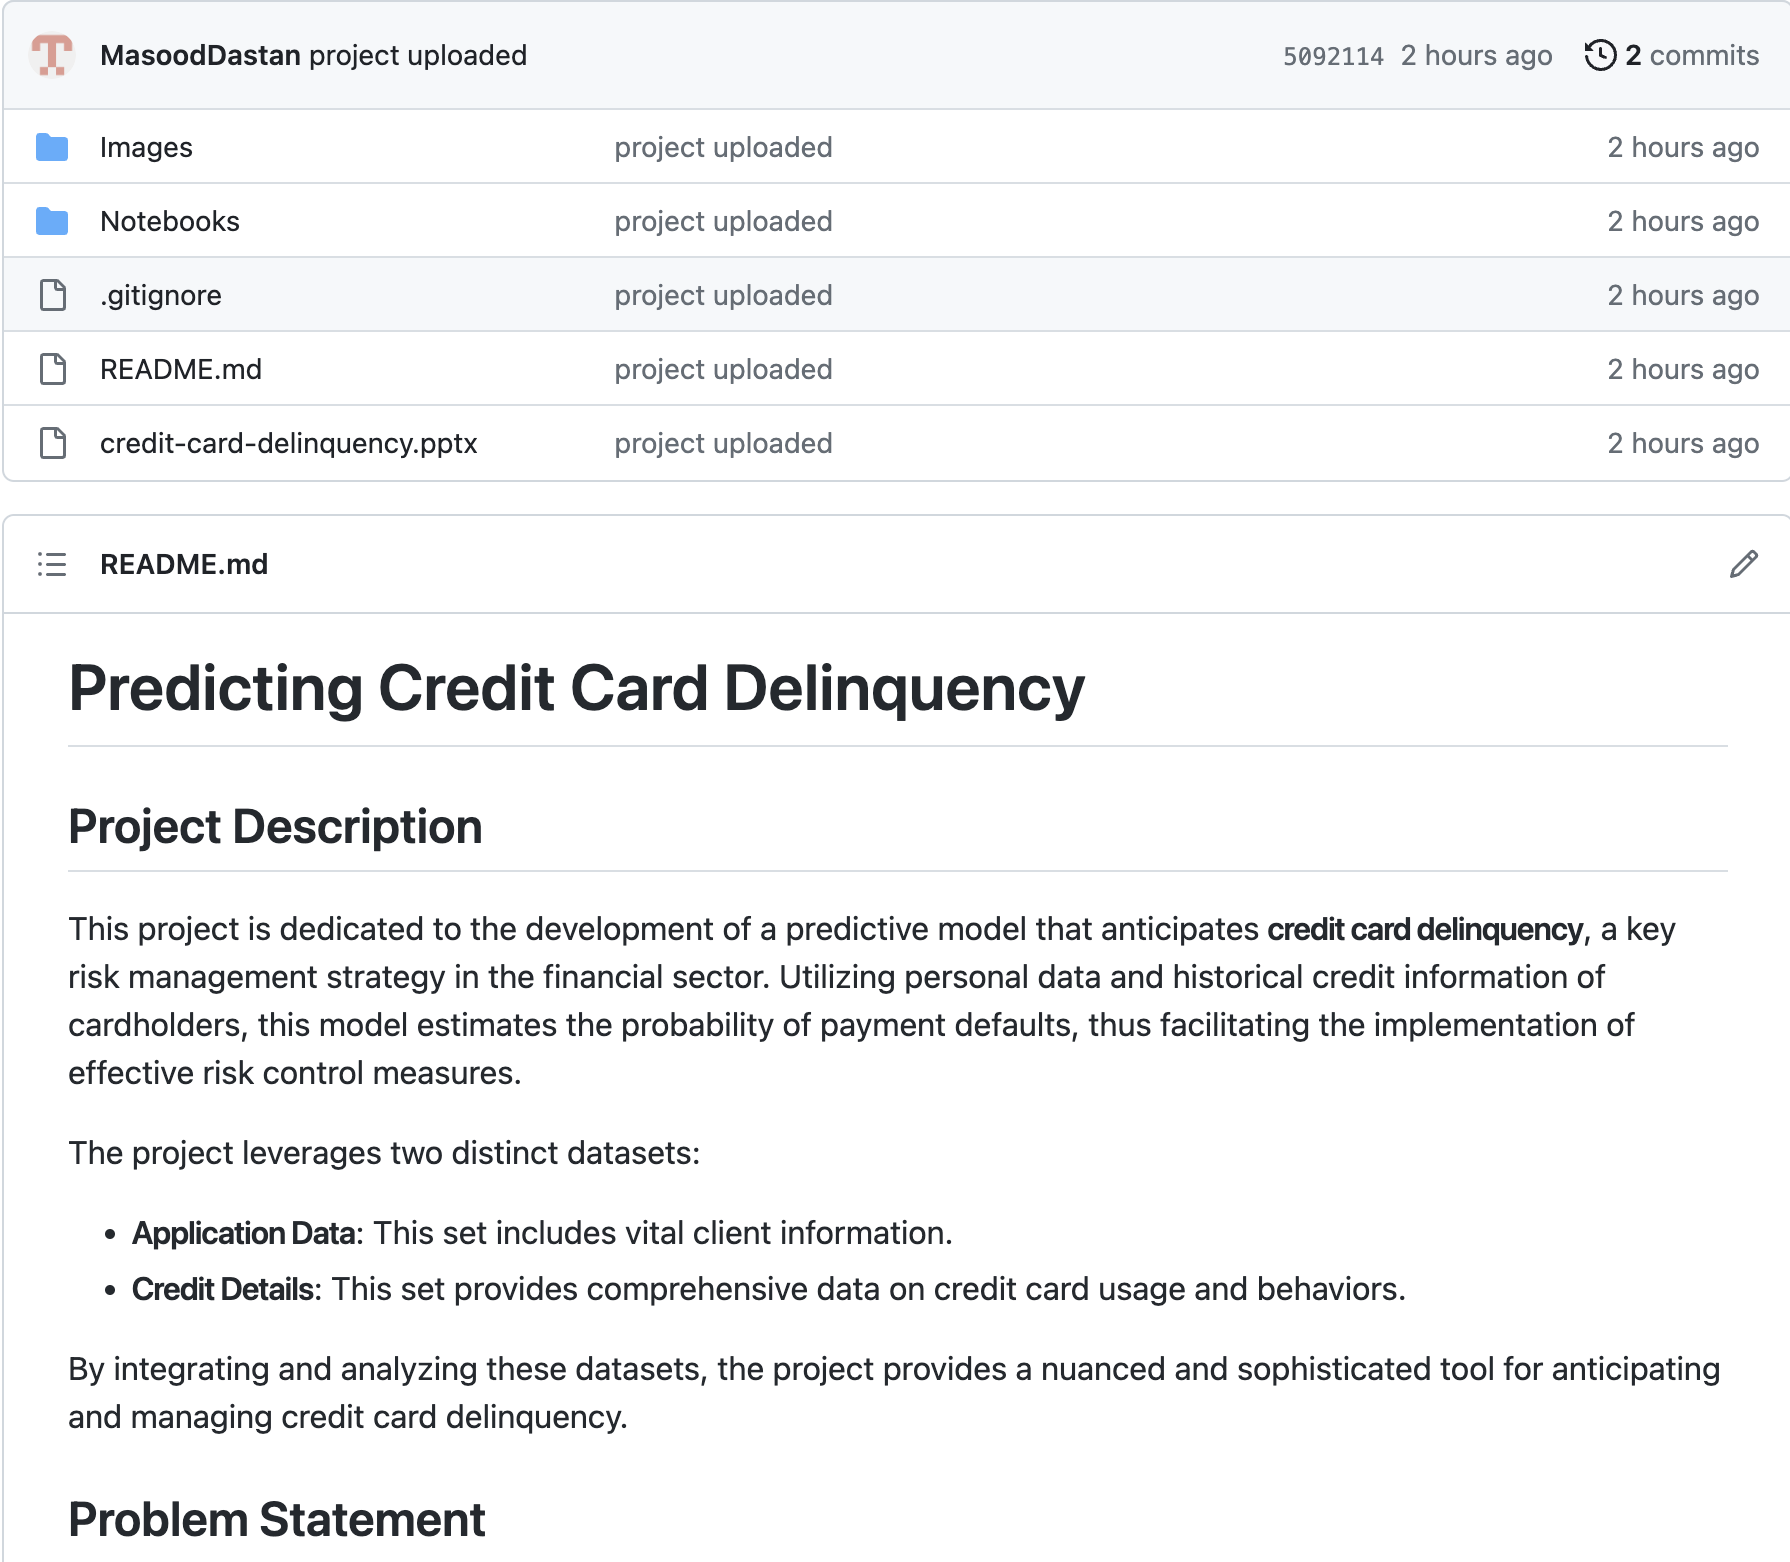 MasoodDastan project uploaded 5092114 2 hours ago 2 commits
Images project uploaded 2 hours ago
Notebooks project uploaded 2 hours ago
.gitignore project uploaded 2 hours ago
README.md project uploaded 2 hours ago
credit-card-delinquency.pptx project uploaded 2 hours ago
README.md
Predicting Credit Card Delinquency
Project Description
This project is dedicated to the development of a predictive model that anticipates credit card delinquency, a key
risk management strategy in the financial sector. Utilizing personal data and historical credit information of
cardholders, this model estimates the probability of payment defaults, thus facilitating the implementation of
effective risk control measures.
The project leverages two distinct datasets:
• Application Data: This set includes vital client information.
• Credit Details: This set provides comprehensive data on credit card usage and behaviors.
By integrating and analyzing these datasets, the project provides a nuanced and sophisticated tool for anticipating
and managing credit card delinquency.
Problem Statement